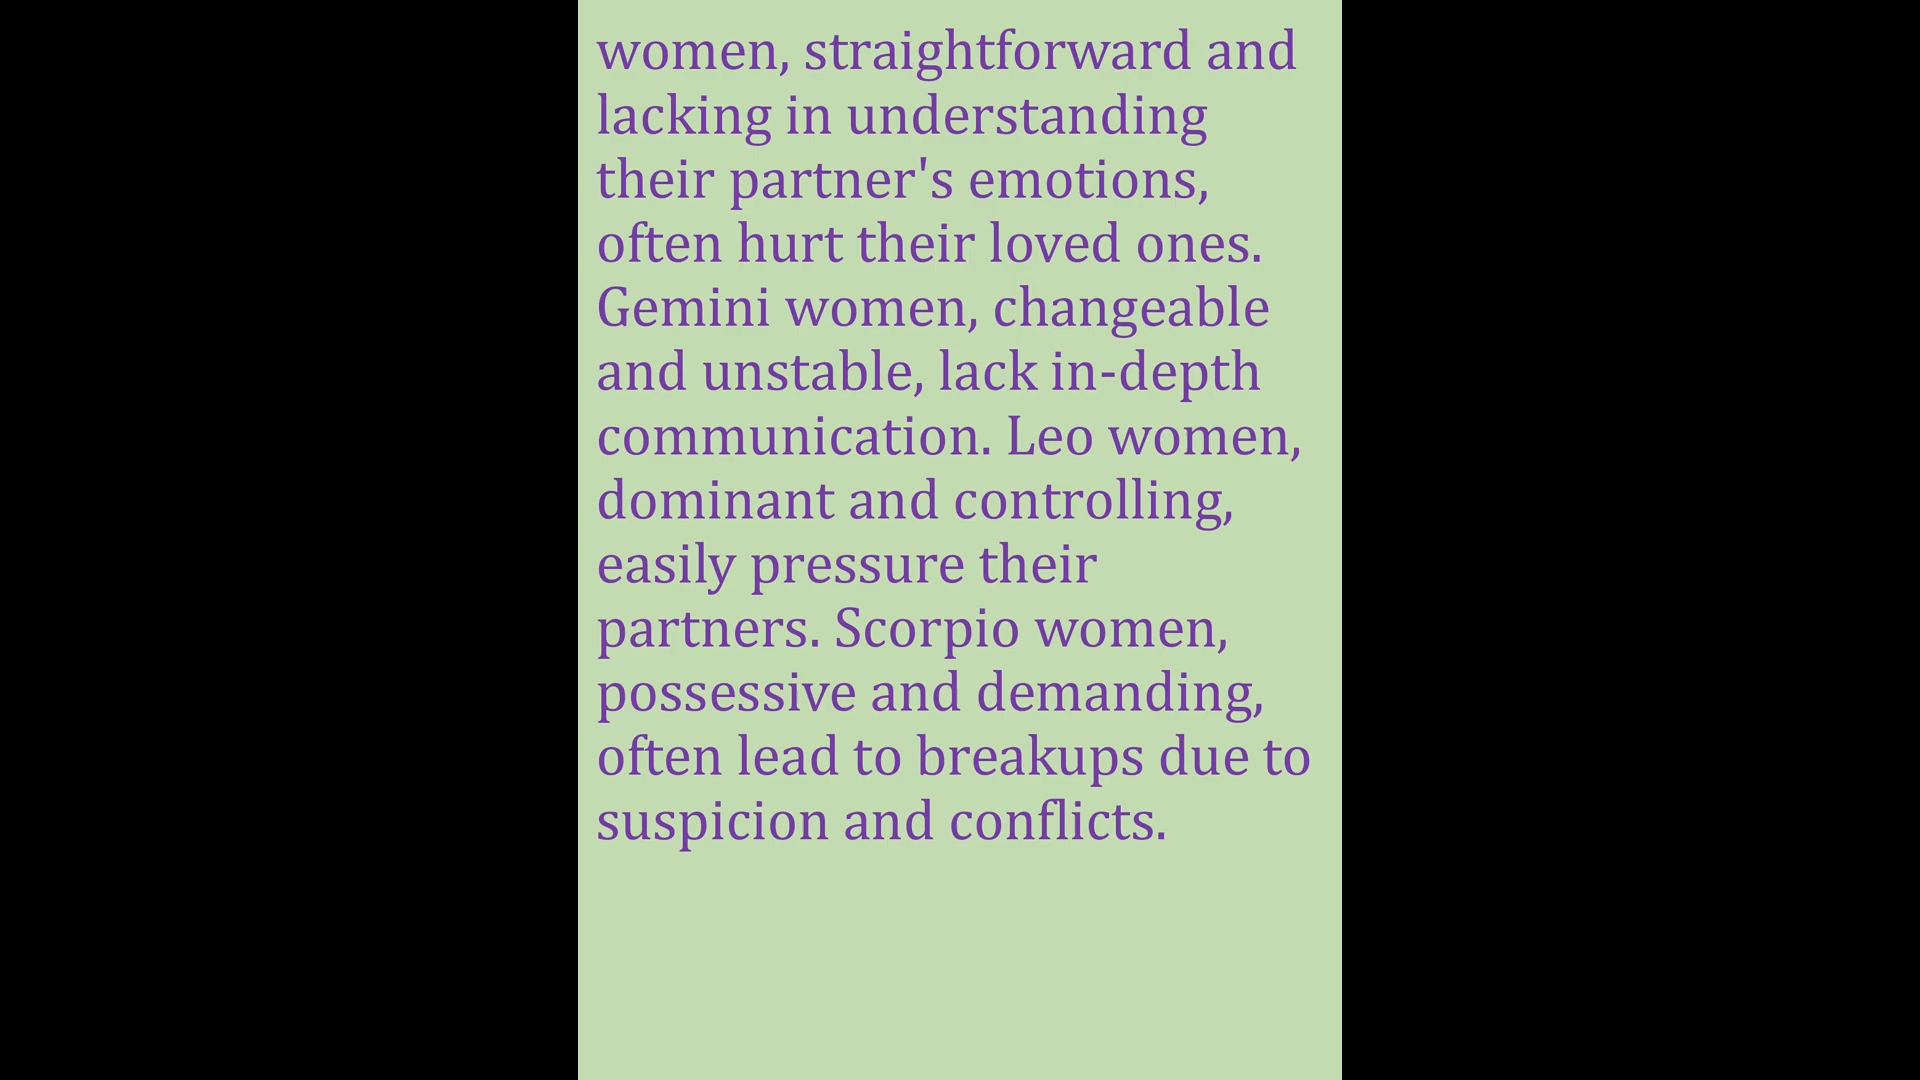 women, straightforward and
lacking in understanding
their partner's emotions,
often hurt their loved ones.
Gemini women, changeable
and unstable, lack in-depth
communication. Leo women,
dominant and controlling,
easily pressure their
partners. Scorpio women,
possessive and demanding,
often lead to breakups due to
suspicion and conflicts.